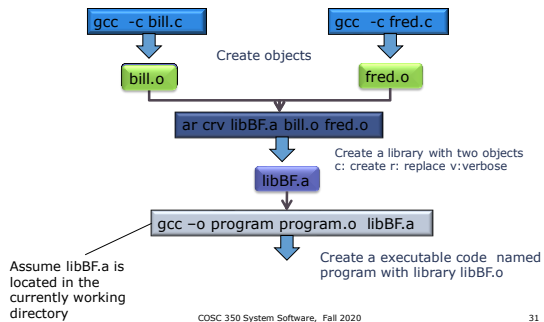 gcc -c bill.c
gcc -c fred.c
Create objects
bill.o
fred.o
ar crv libBF.a bill.o fred.o
Create a library with two objects
c: create r: replace v:verbose
libBF.a
gcc –o program program.o libBF.a
Create a executable code named
program with library libBF.o
Assume libBF.a is
located in the
currently working
directory
COSC 350 System Software, Fall 2020
31